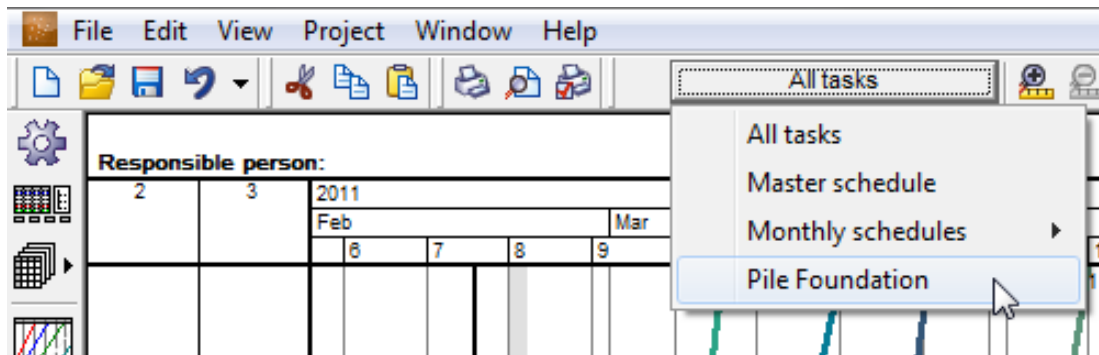 File Edit View Project Window Help
All tasks
All tasks
Master schedule
Monthly schedules
Pile Foundation
Responsible person:
2 3 2011
Feb Mar
6 7 8 9